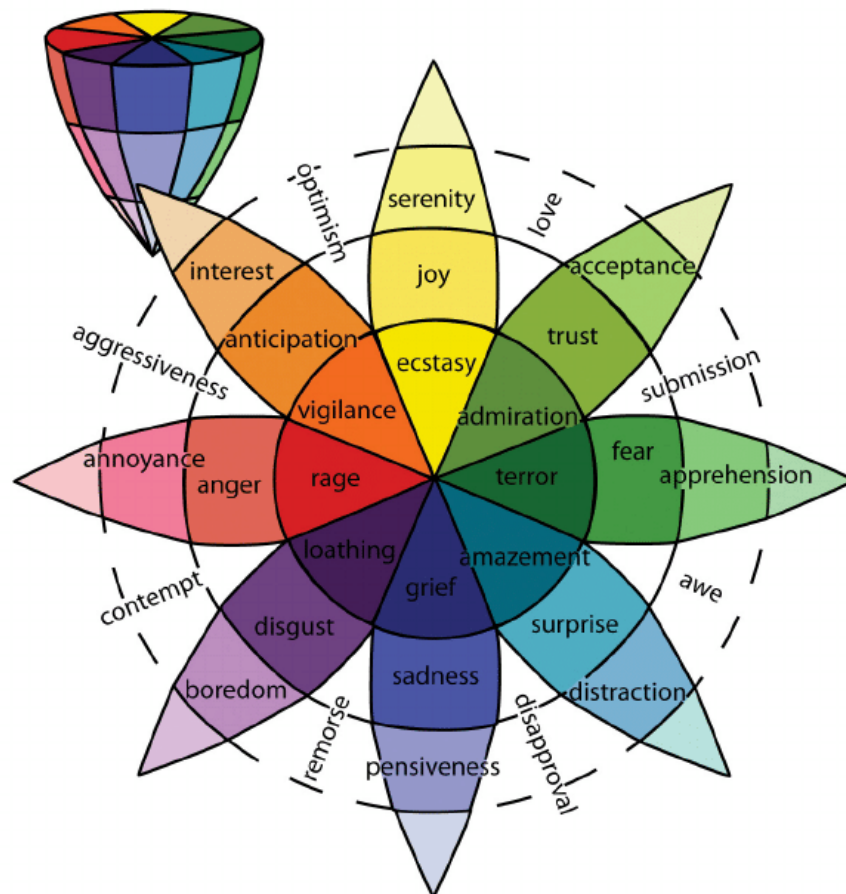 optimism
serenity
love
interest
joy
acceptance
anticipation
trust
aggressiveness
ecstasy
submission
vigilance
admiration
annoyance
anger
rage
terror
fear
apprehension
loathing
amazement
contempt
grief
awe
disgust
surprise
boredom
sadness
distraction
remorse
disapproval
pensiveness